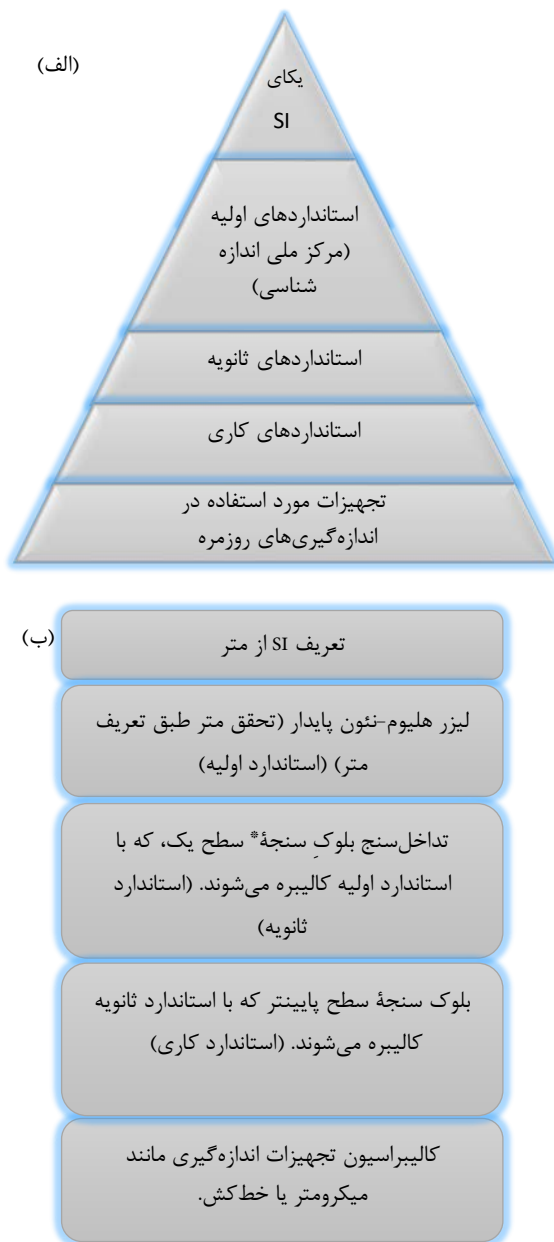 (الف)
یکای
SI
استانداردهای اولیه
(مرکز ملی اندازه
شناسی)
استانداردهای ثانویه
استانداردهای کاری
تجهیزات مورد استفاده در
اندازه‌گیری‌های روزمره
(ب)
تعریف SI از متر
لیزر هلیوم-نئون پایدار (تحقق متر طبق تعریف
متر) (استاندارد اولیه)
تداخل‌سنج بلوکِ سنجهٔ* سطح یک، که با
استاندارد اولیه کالیبره می‌شوند. (استاندارد
ثانویه)
بلوک سنجهٔ سطح پایینتر که با استاندارد ثانویه
کالیبره می‌شوند. (استاندارد کاری)
کالیبراسیون تجهیزات اندازه‌گیری مانند
میکرومتر یا خط‌کش.